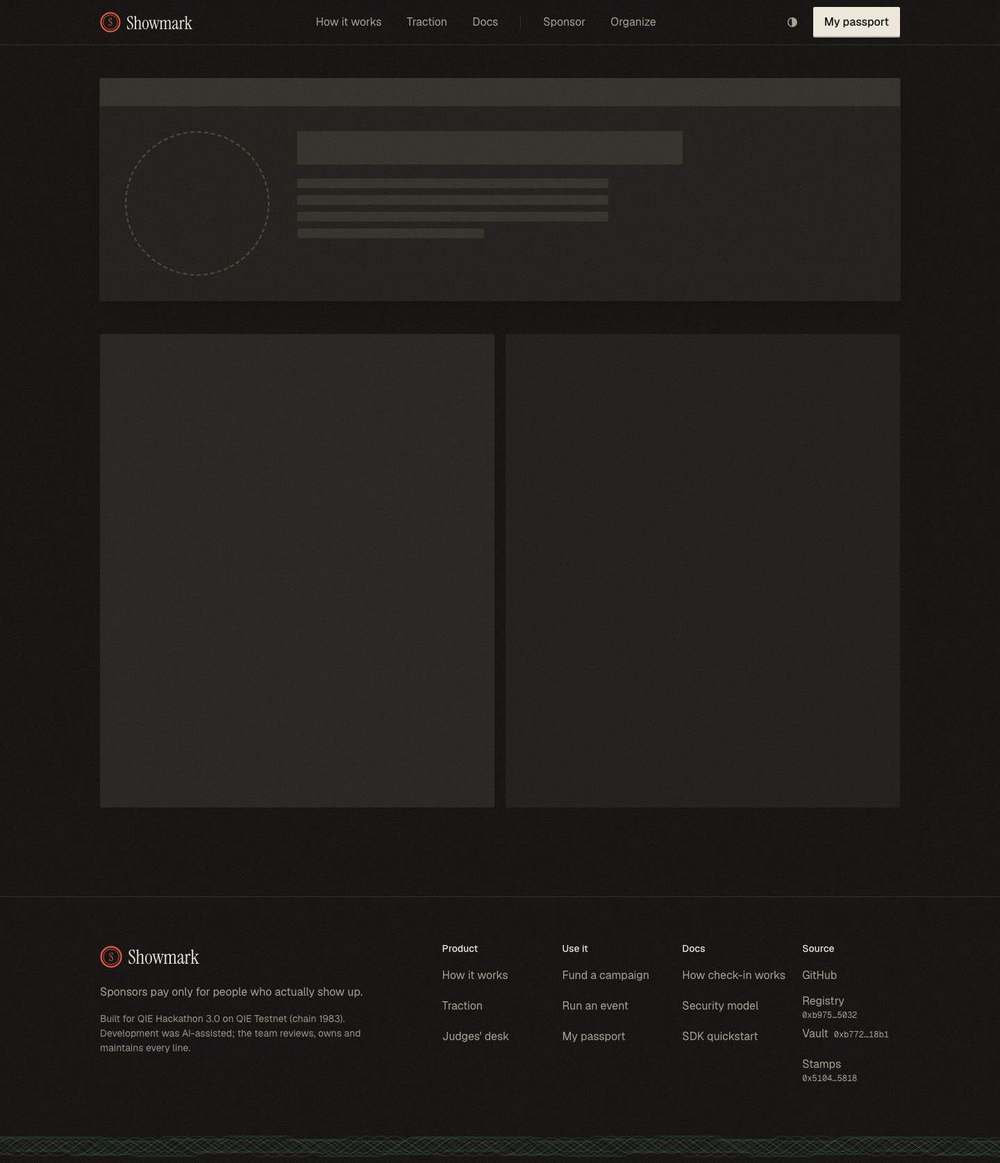 S Showmark
How it works Traction Docs Sponsor Organize
My passport
S Showmark
Sponsors pay only for people who actually show up.
Built for QIE Hackathon 3.0 on QIE Testnet (chain 1983).
Development was AI-assisted; the team reviews, owns and
maintains every line.
Product
How it works
Traction
Judges' desk
Use it
Fund a campaign
Run an event
My passport
Docs
How check-in works
Security model
SDK quickstart
Source
GitHub
Registry
0xb975…5032
Vault 0xb772…18b1
Stamps
0x5104…5818